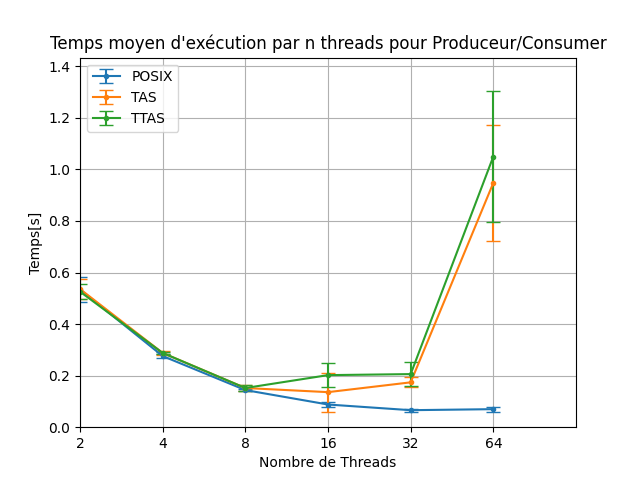 Temps moyen d'exécution par n threads pour Produceur/Consumer
POSIX
TAS
TTAS
Temps[s]
1.4
1.2
1.0
0.8
0.6
0.4
0.2
0.0
2 4 8 16 32 64
Nombre de Threads